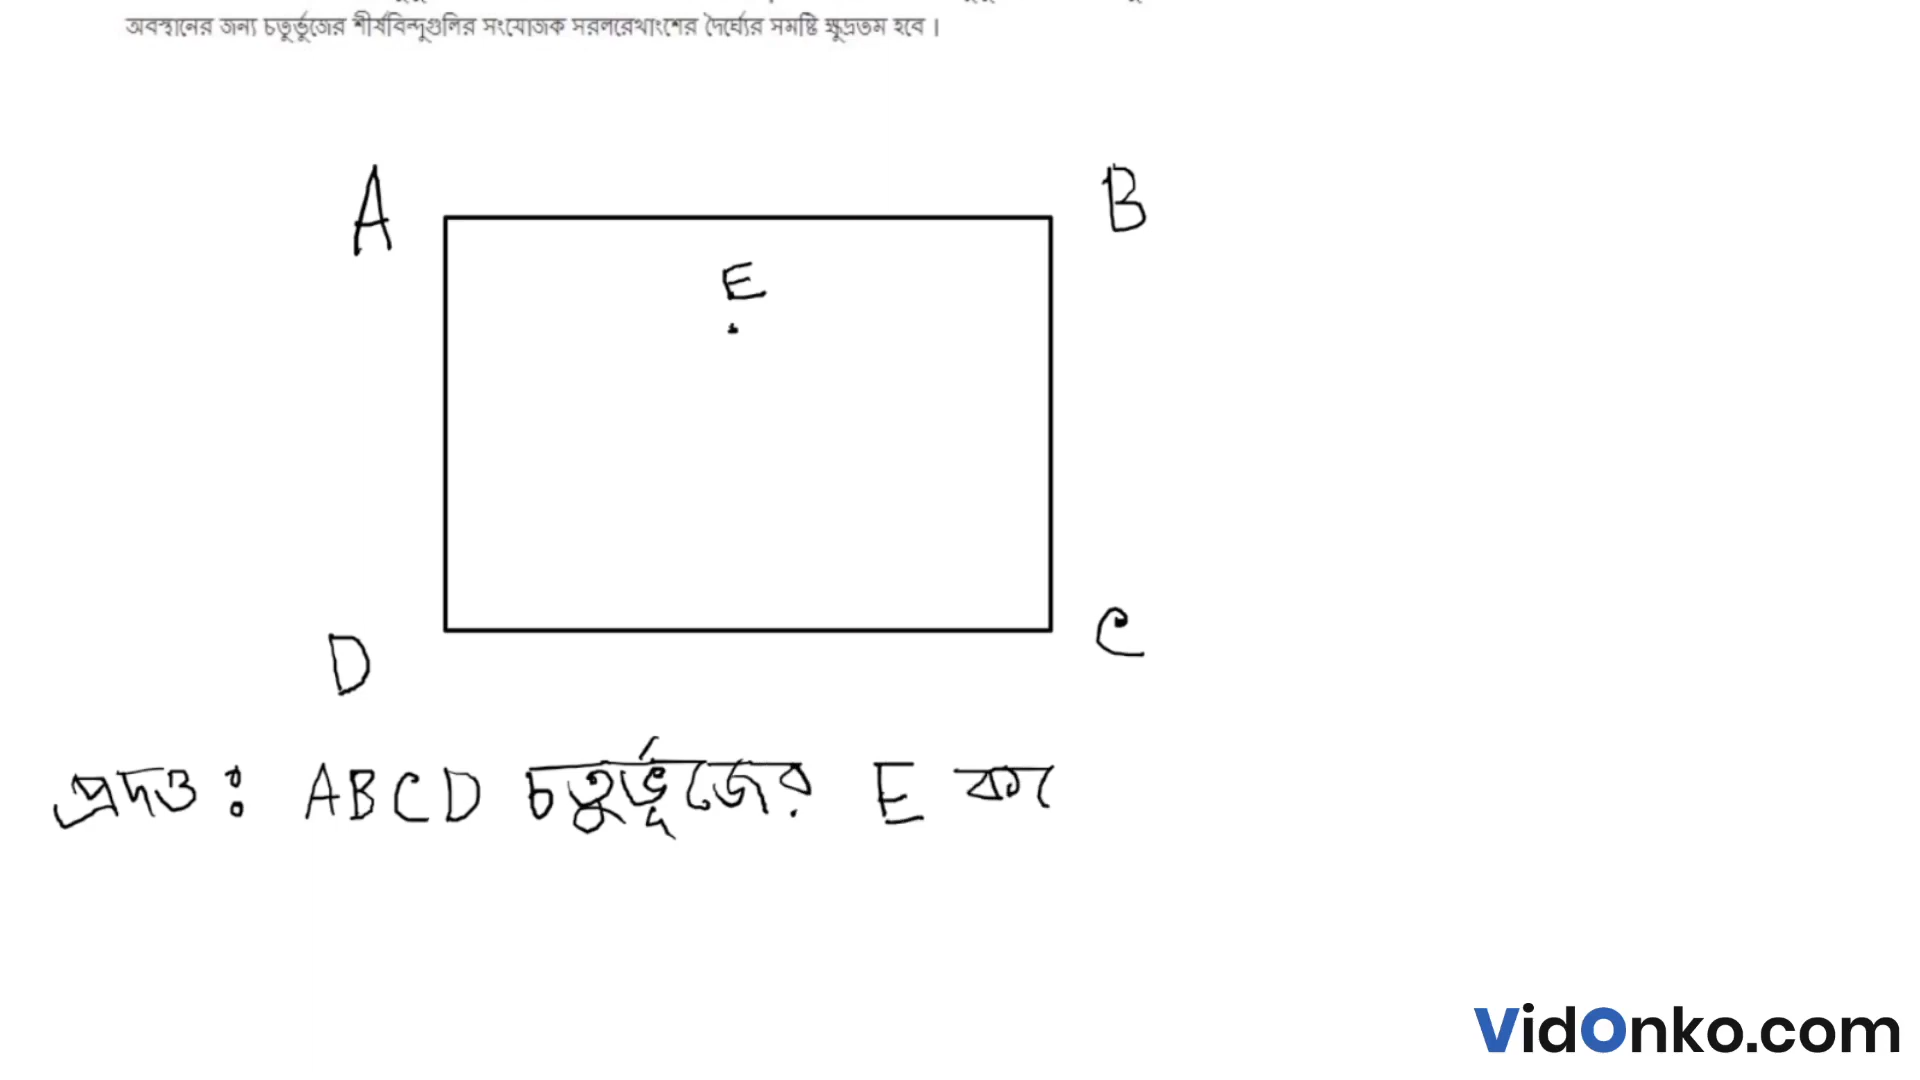 অবস্থানের জন্য চতুর্ভুজের শীর্ষবিন্দুগুলির সংযোজক সরলরেখাংশের দৈর্ঘ্যের সমষ্টি ক্ষুদ্রতম হবে ।
A B
E
D C
প্রদত্ত : ABCD চতুর্ভূজের E কা
VidOnko.com